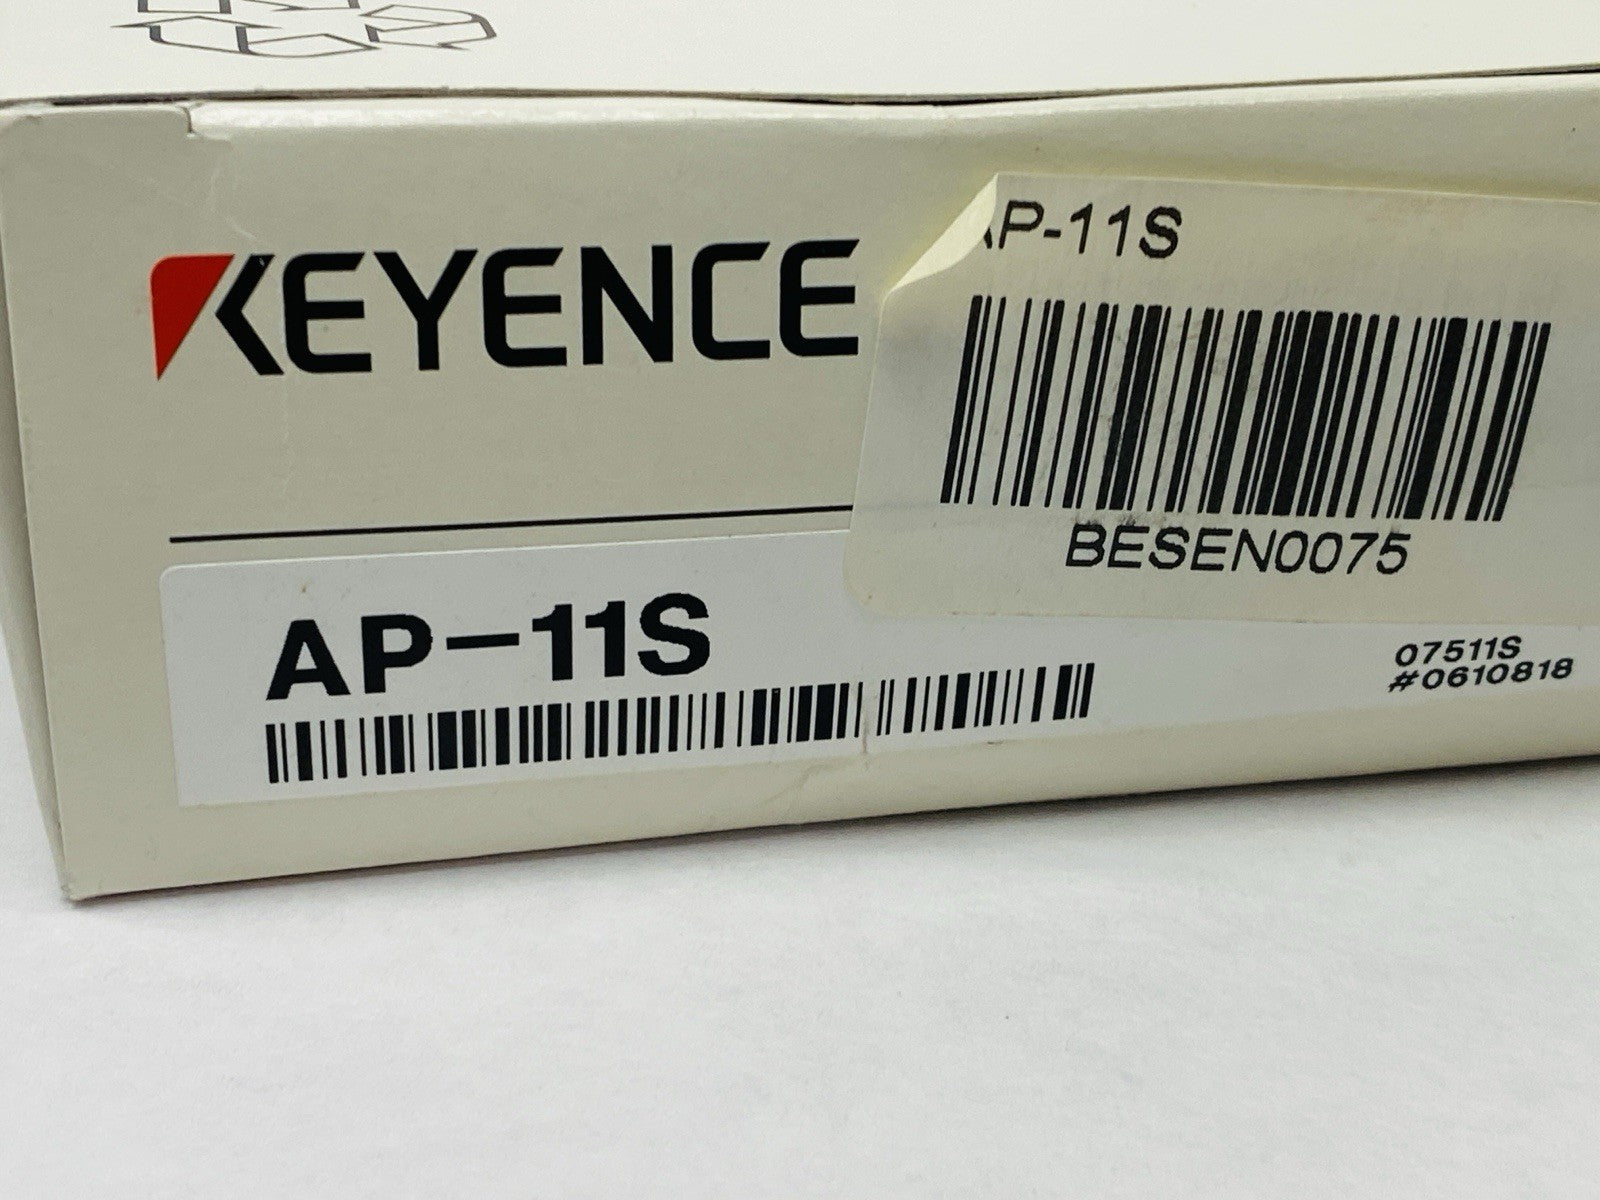 KEYENCE
AP-11S
BESEN0075
AP-11S
07511S
#0610818